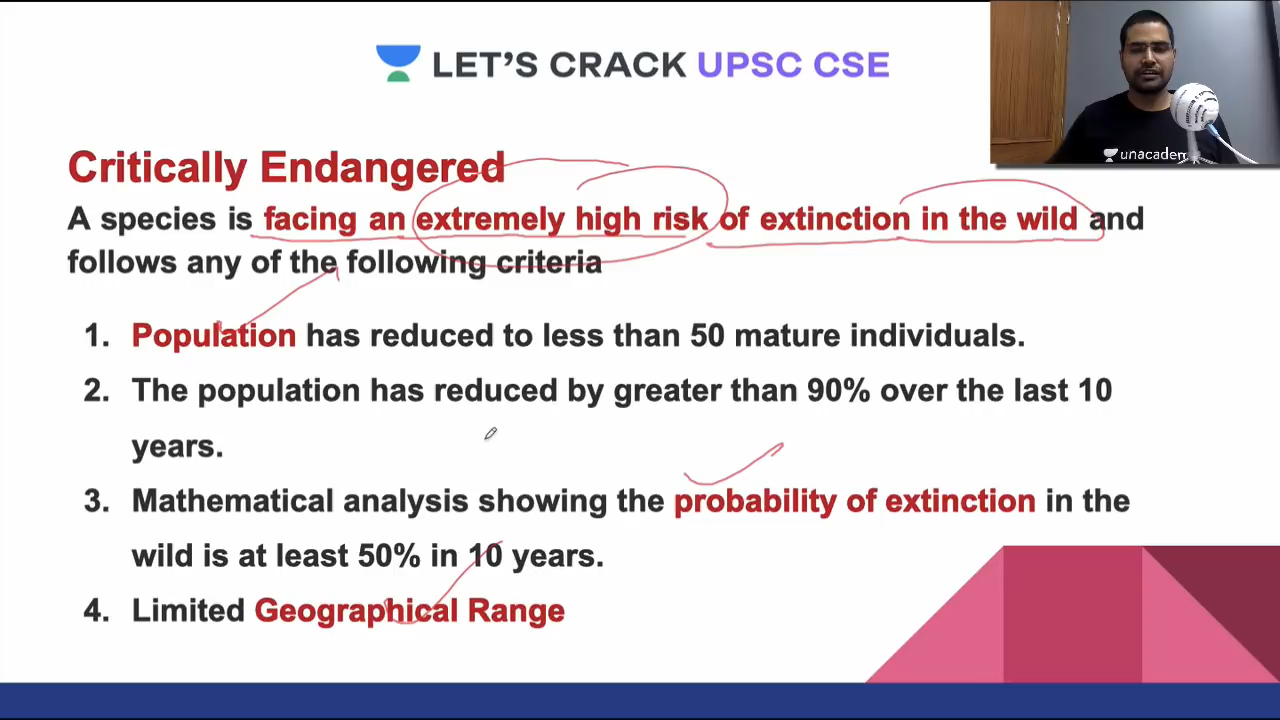 LET'S CRACK UPSC CSE
unacadem
Critically Endangered
A species is facing an extremely high risk of extinction in the wild and
follows any of the following criteria
1. Population has reduced to less than 50 mature individuals.
2. The population has reduced by greater than 90% over the last 10
years.
3. Mathematical analysis showing the probability of extinction in the
wild is at least 50% in 10 years.
4. Limited Geographical Range